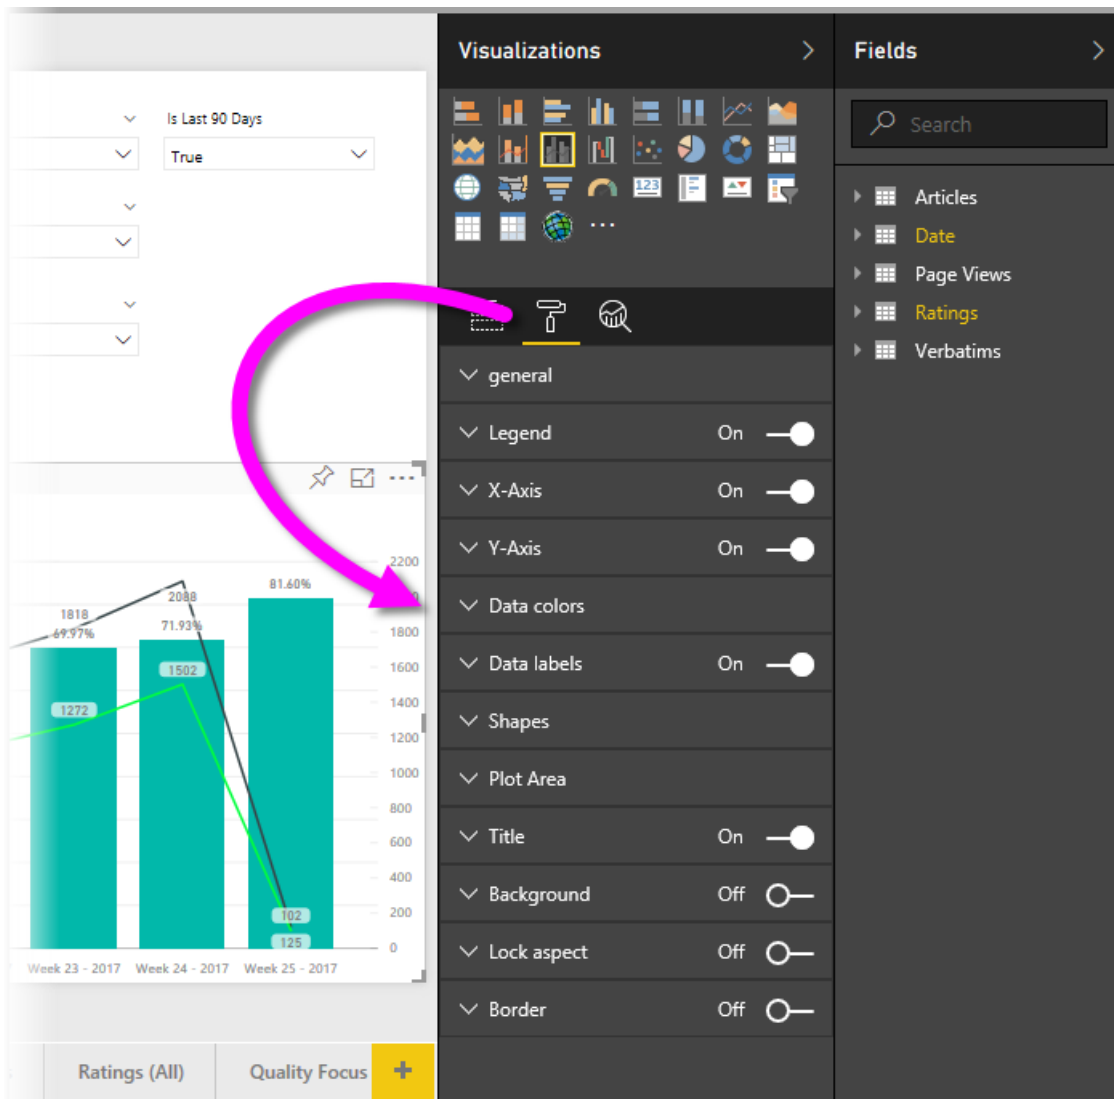 Visualizations
Fields
Is Last 90 Days
True
Search
123
Articles
Date
Page Views
Ratings
Verbatims
general
Legend On
X-Axis On
Y-Axis On
Data colors
Data labels On
Shapes
Plot Area
Title On
Background Off
Lock aspect Off
Border Off
2200
1800
1600
1400
1200
1000
800
600
400
200
0
1818
69.97%
2088
71.93%
81.60%
1502
1272
102
125
Week 23 - 2017 Week 24 - 2017 Week 25 - 2017
Ratings (All) Quality Focus +